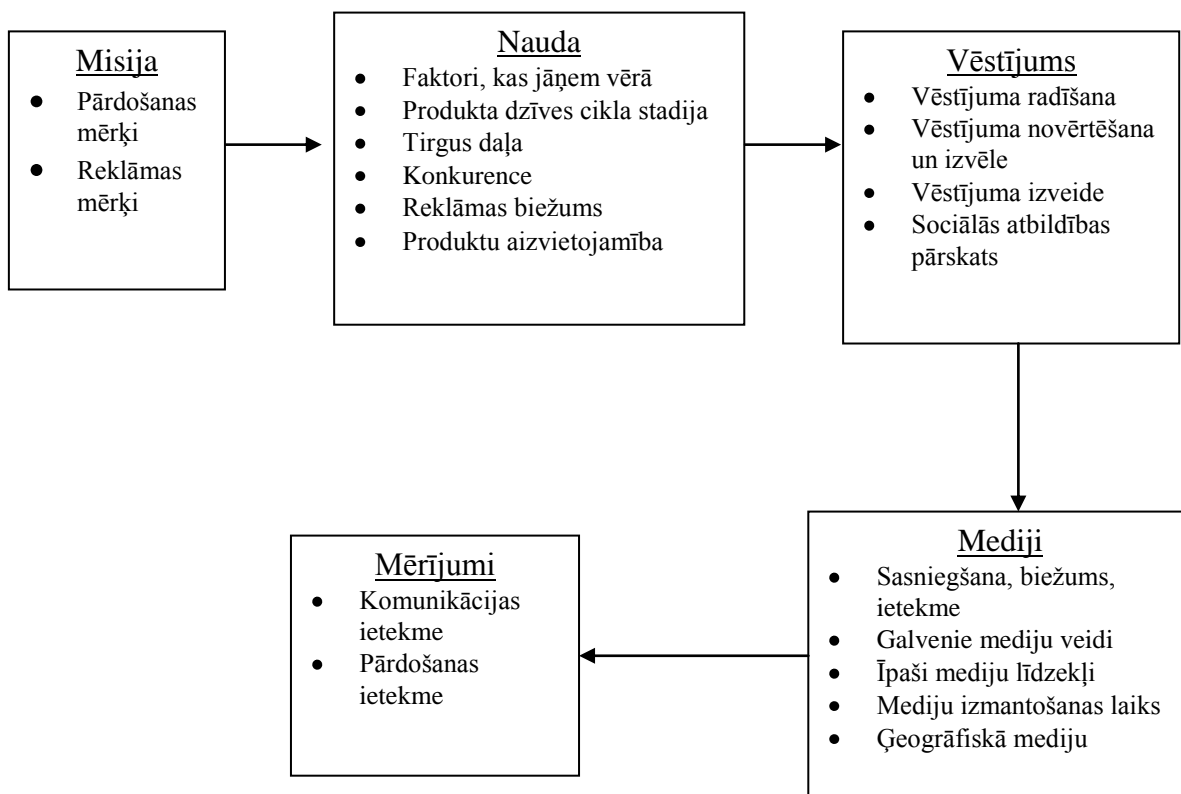 Misija
● Pārdošanas
mērķi
● Reklāmas
mērķi
Nauda
● Faktori, kas jāņem vērā
● Produkta dzīves cikla stadija
● Tirgus daļa
● Konkurence
● Reklāmas biežums
● Produktu aizvietojamība
Vēstījums
● Vēstījuma radīšana
● Vēstījuma novērtēšana
un izvēle
● Vēstījuma izveide
● Sociālās atbildības
pārskats
Mediji
● Sasniegšana, biežums,
ietekme
● Galvenie mediju veidi
● Īpaši mediju līdzekļi
● Mediju izmantošanas laiks
● Ģeogrāfiskā mediju
Mērījumi
● Komunikācijas
ietekme
● Pārdošanas
ietekme